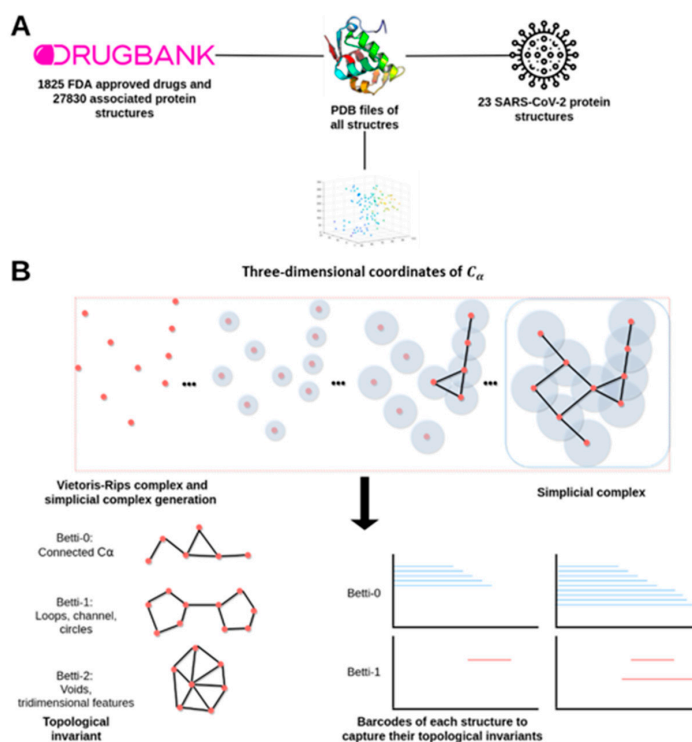 A
DRUGBANK
1825 FDA approved drugs and
27830 associated protein
structures
PDB files of
all structres
23 SARS-CoV-2 protein
structures
B
Three-dimensional coordinates of Cα
...
...
...
Vietoris-Rips complex and
simplicial complex generation
Simplicial complex
Betti-0:
Connected Cα
Betti-1:
Loops, channel,
circles
Betti-2:
Voids,
tridimensional features
Topological
invariant
Betti-0
Betti-1
Barcodes of each structure to
capture their topological invariants